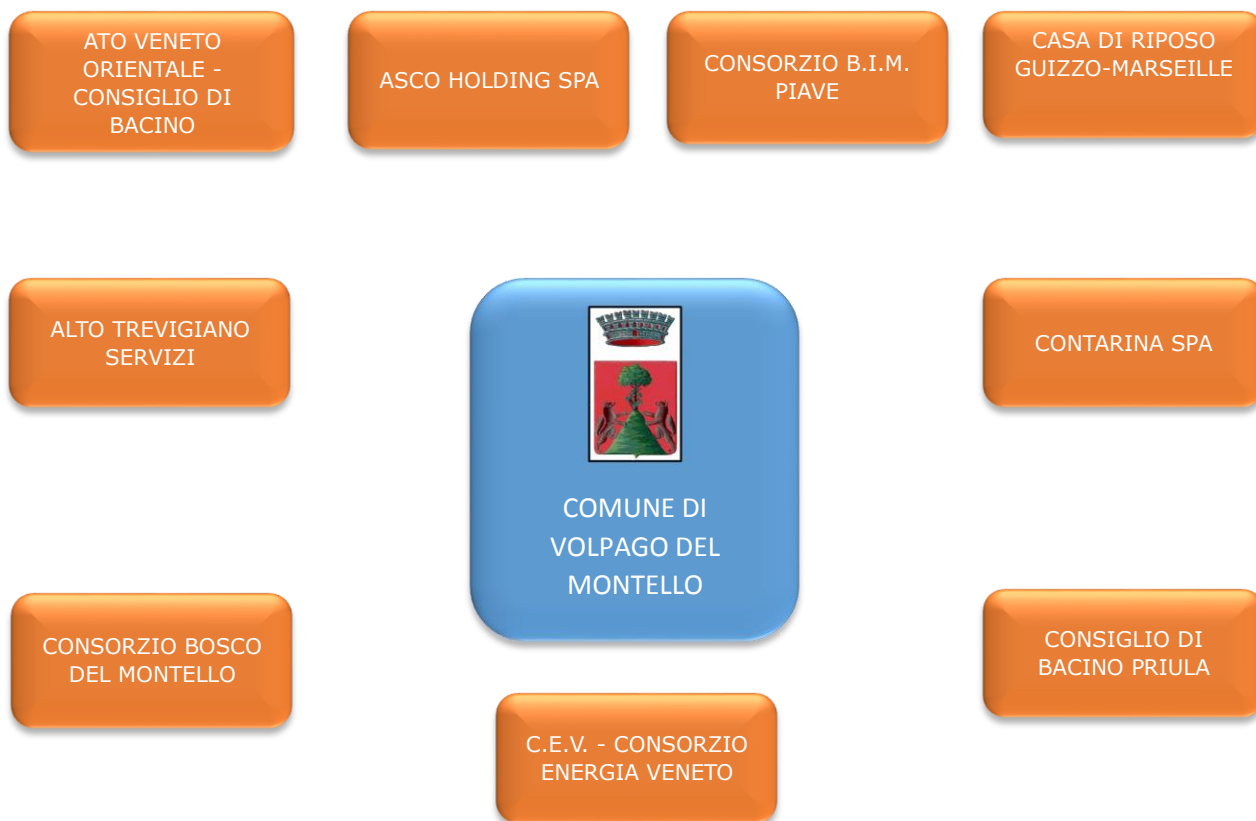 ATO VENETO
ORIENTALE -
CONSIGLIO DI
BACINO
ASCO HOLDING SPA
CONSORZIO B.I.M.
PIAVE
CASA DI RIPOSO
GUIZZO-MARSEILLE
ALTO TREVIGIANO
SERVIZI
COMUNE DI
VOLPAGO DEL
MONTELLO
CONTARINA SPA
CONSORZIO BOSCO
DEL MONTELLO
C.E.V. - CONSORZIO
ENERGIA VENETO
CONSIGLIO DI
BACINO PRIULA